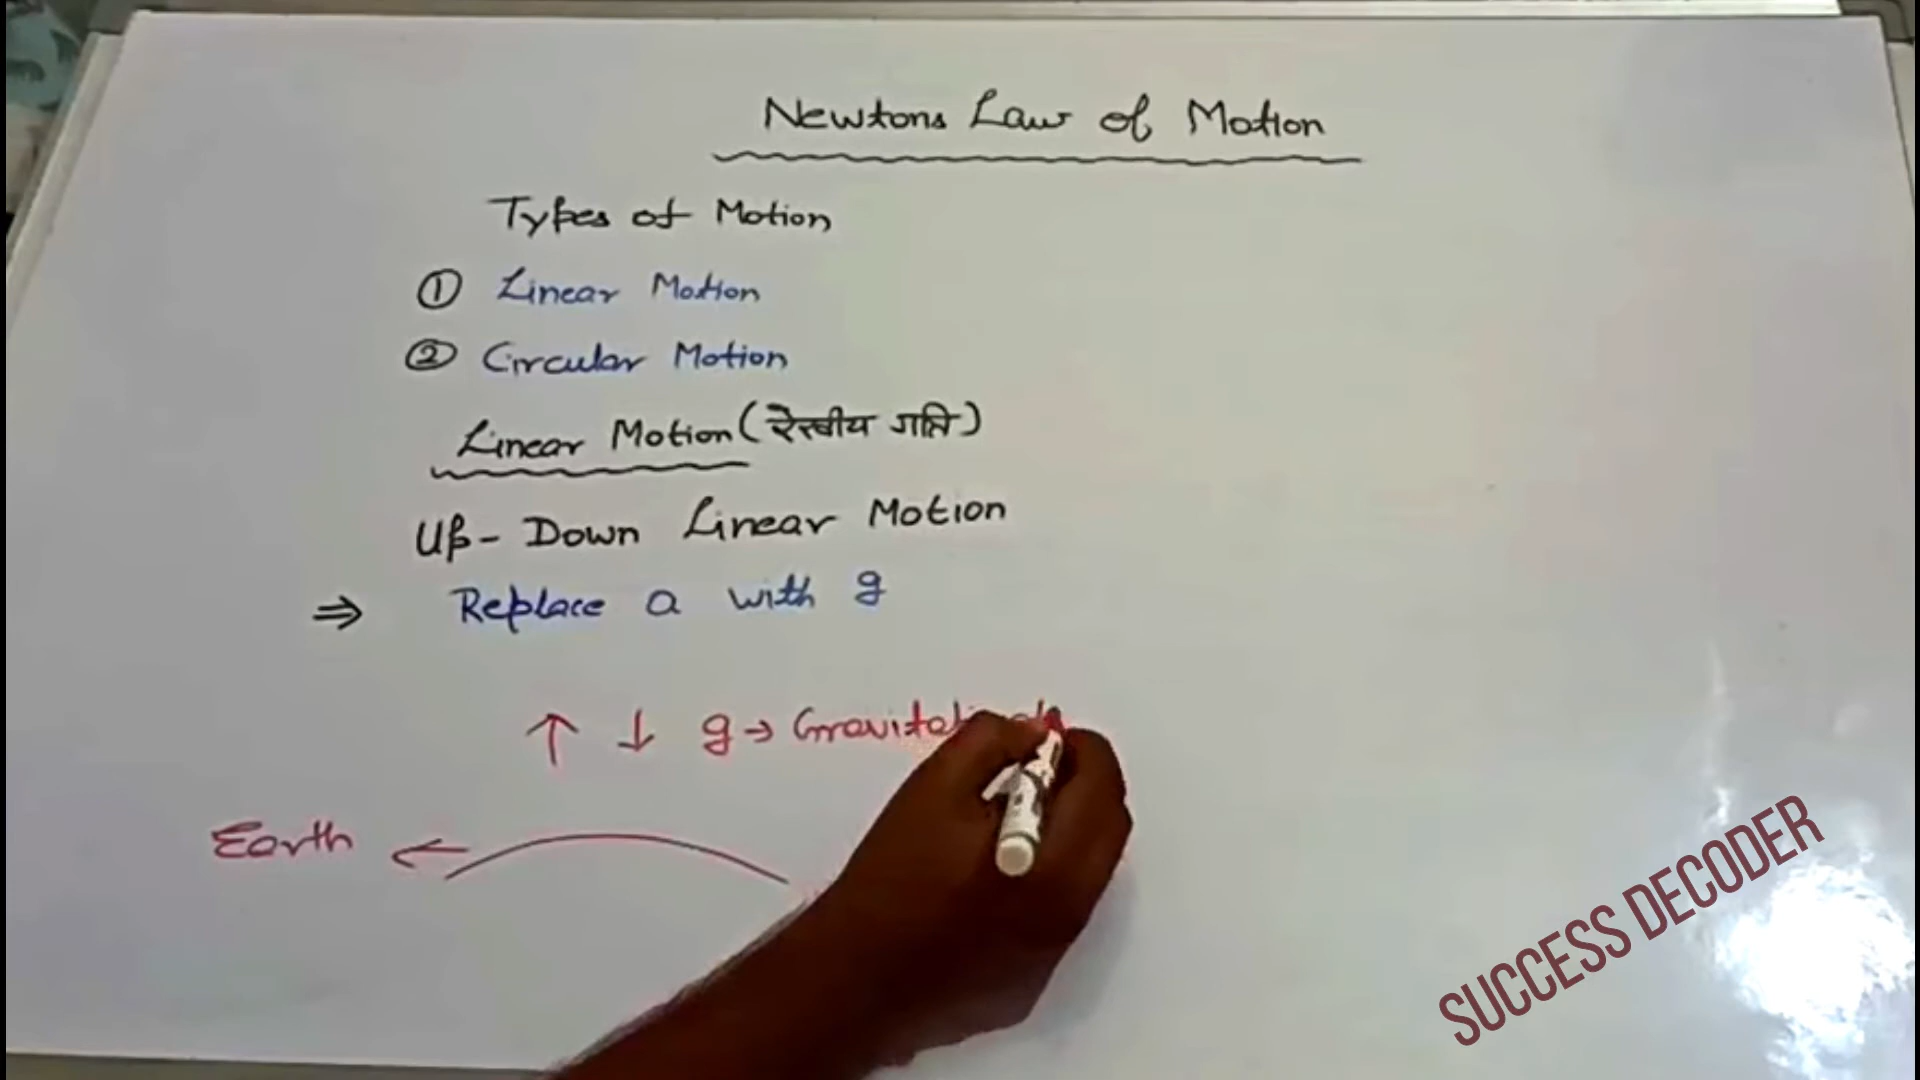 Newtons Law of Motion
Types of Motion
① Linear Motion
② Circular Motion
Linear Motion (रेखीय गति)
Up - Down Linear Motion
⇒ Replace a with g
↑ ↓ g →
Earth ←
SUCCESS DECODER